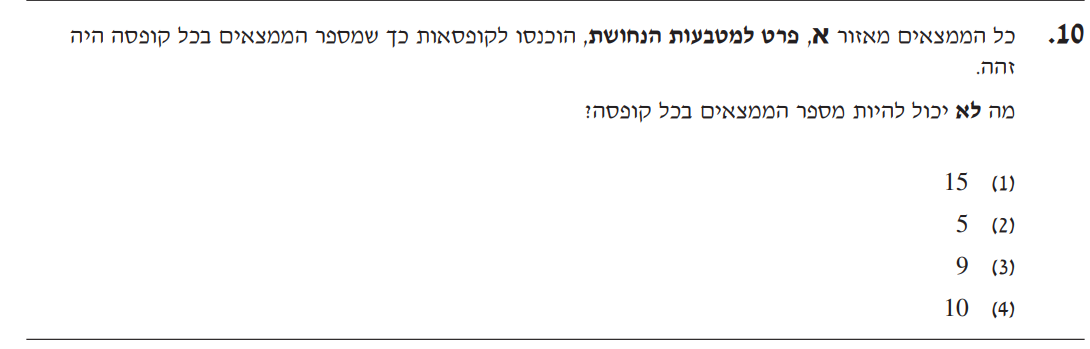 10. כל הממצאים מאזור א, פרט למטבעות הנחושת, הוכנסו לקופסאות כך שמספר הממצאים בכל קופסה היה
זהה.
מה לא יכול להיות מספר הממצאים בכל קופסה?
(1) 15
(2) 5
(3) 9
(4) 10